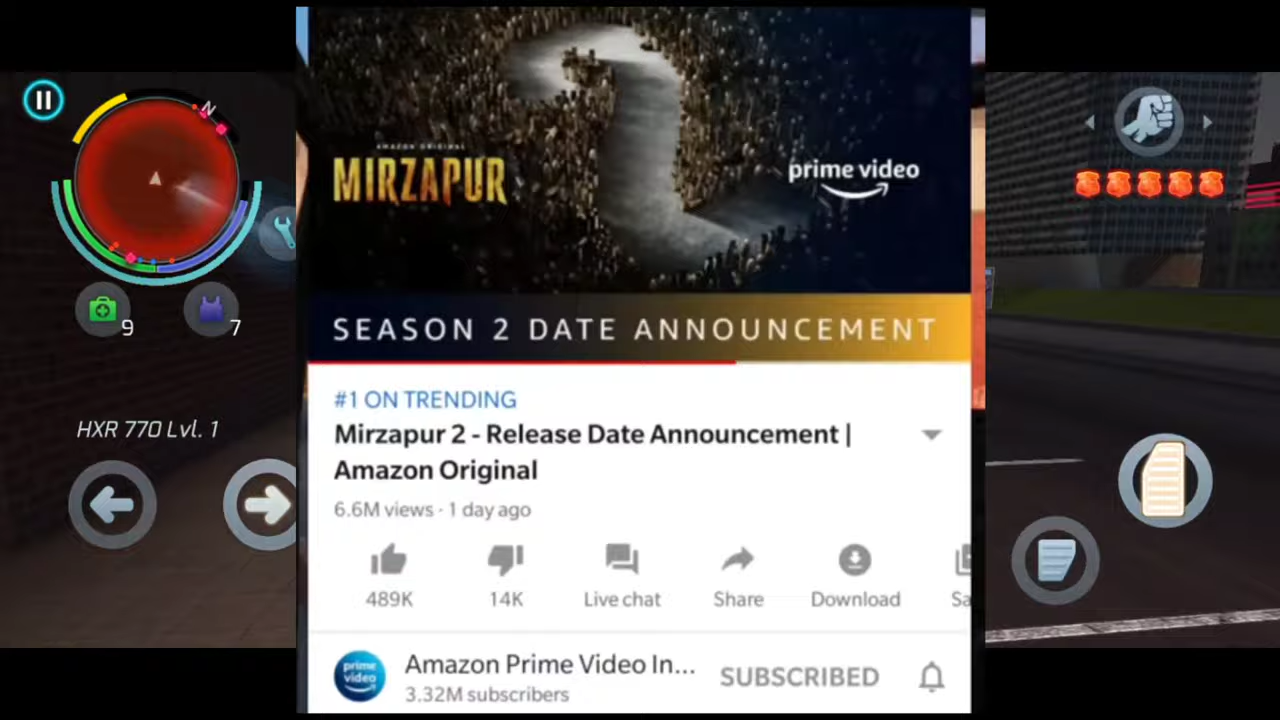 N
9
7
HXR 770 Lvl. 1
AMAZON ORIGINAL
MIRZAPUR
prime video
SEASON 2 DATE ANNOUNCEMENT
#1 ON TRENDING
Mirzapur 2 - Release Date Announcement |
Amazon Original
6.6M views · 1 day ago
489K
14K
Live chat
Share
Download
Sa
prime
video
Amazon Prime Video In...
3.32M subscribers
SUBSCRIBED